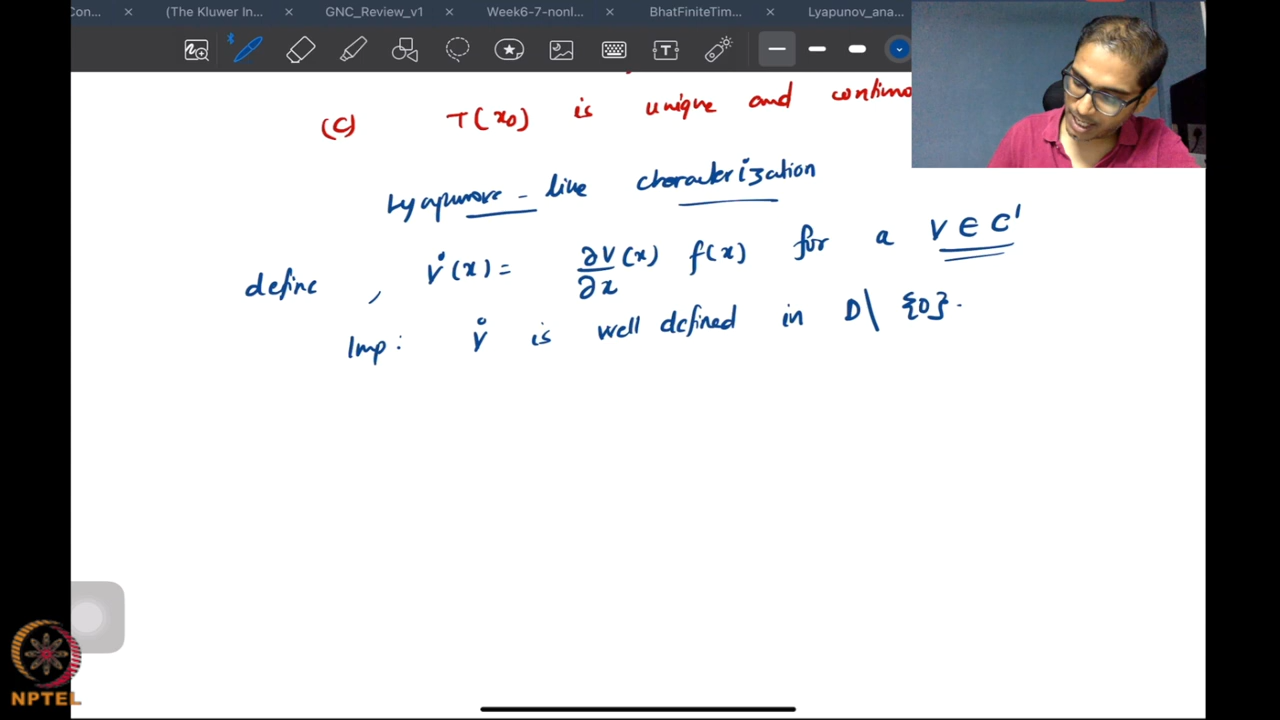 Con... (The Kluwer In... GNC_Review_v1 Week6-7-nonl... BhatFiniteTim... Lyapunov_ana...
(c) T(x₀) is unique and continuo
Lyapunov - like characterization
define, V̇(x) = ∂V/∂x (x) f(x) for a V ∈ C¹
Imp: V̇ is well defined in D\ {0}.
NPTEL